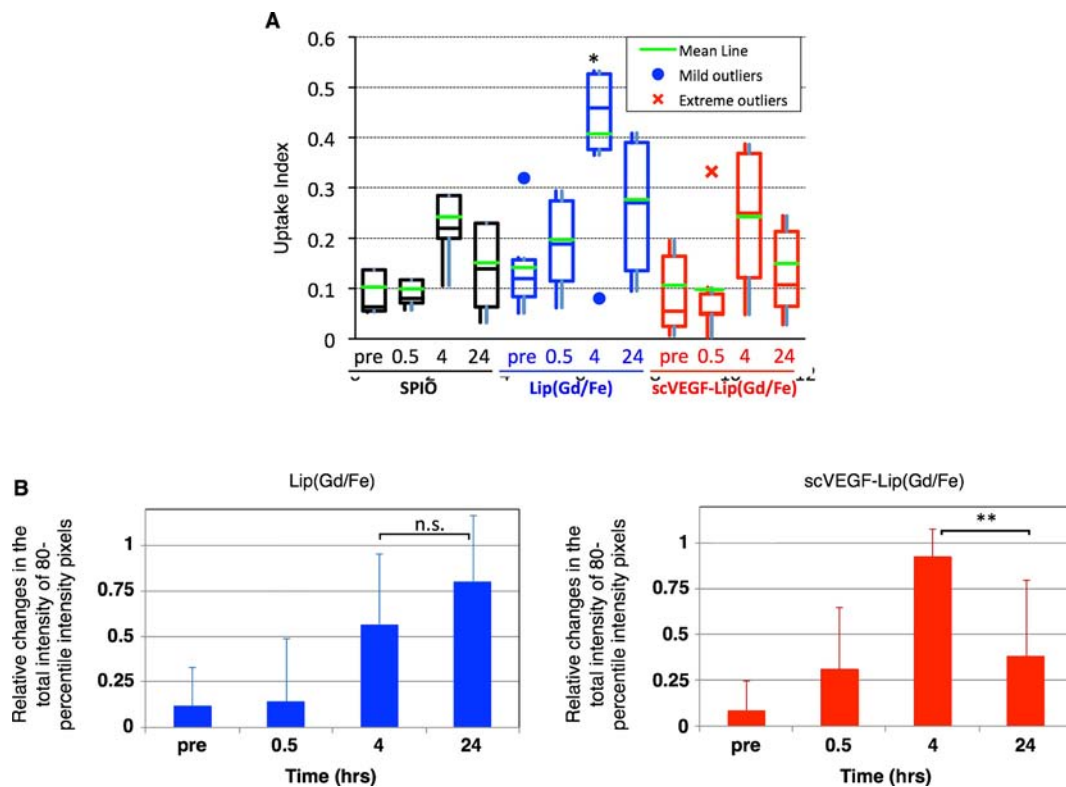 A
0.6
0.5
0.4
0.3
0.2
0.1
0
Uptake Index
*
Mean Line
Mild outliers
Extreme outliers
pre 0.5 4 24 pre 0.5 4 24 pre 0.5 4 24
SPIO Lip(Gd/Fe) scVEGF-Lip(Gd/Fe)
B
Lip(Gd/Fe)
Relative changes in the
total intensity of 80-
percentile intensity pixels
1
0.75
0.5
0.25
0
n.s.
pre 0.5 4 24
Time (hrs)
scVEGF-Lip(Gd/Fe)
Relative changes in the
total intensity of 80-
percentile intensity pixels
1
0.75
0.5
0.25
0
**
pre 0.5 4 24
Time (hrs)